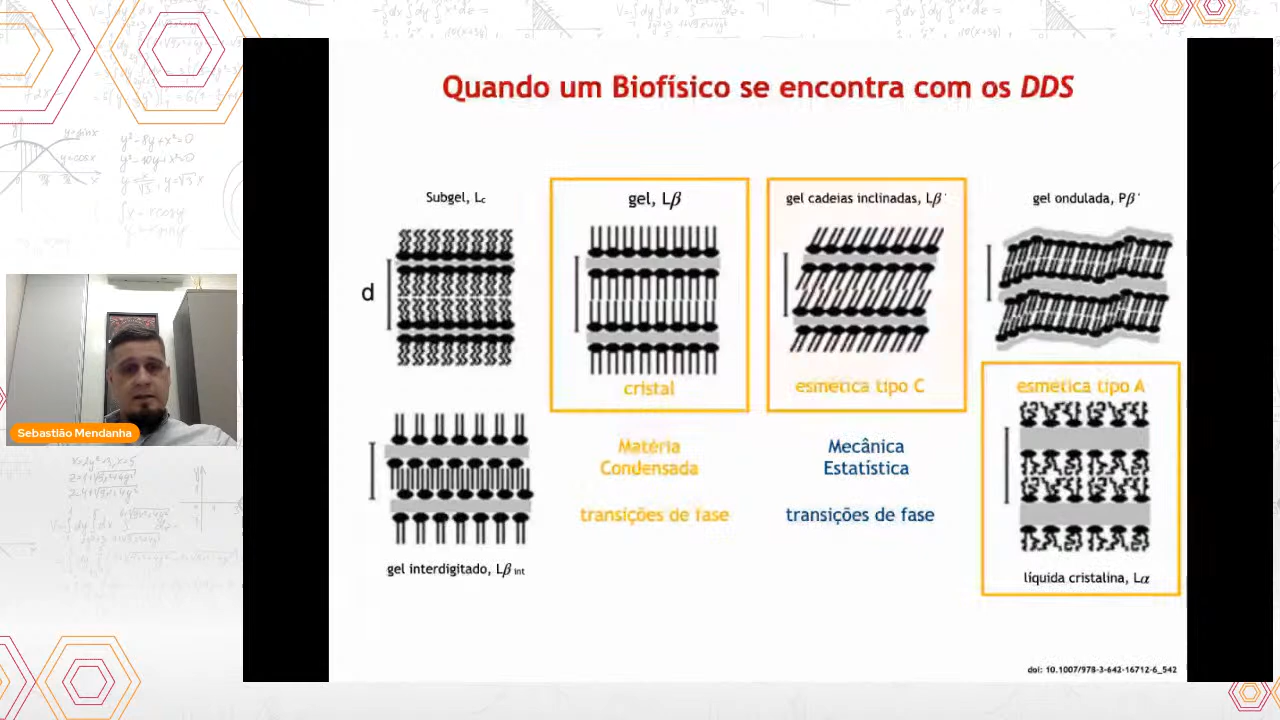 Quando um Biofísico se encontra com os DDS
Subgel, Lc
gel, Lβ
gel cadeias inclinadas, Lβ'
gel ondulada, Pβ'
d
cristal
esmética tipo C
esmética tipo A
Matéria
Condensada
Mecânica
Estatística
transições de fase
transições de fase
gel interdigitado, Lβ int
líquida cristalina, Lα
doi: 10.1007/978-3-642-16712-6_542
Sebastião Mendanha